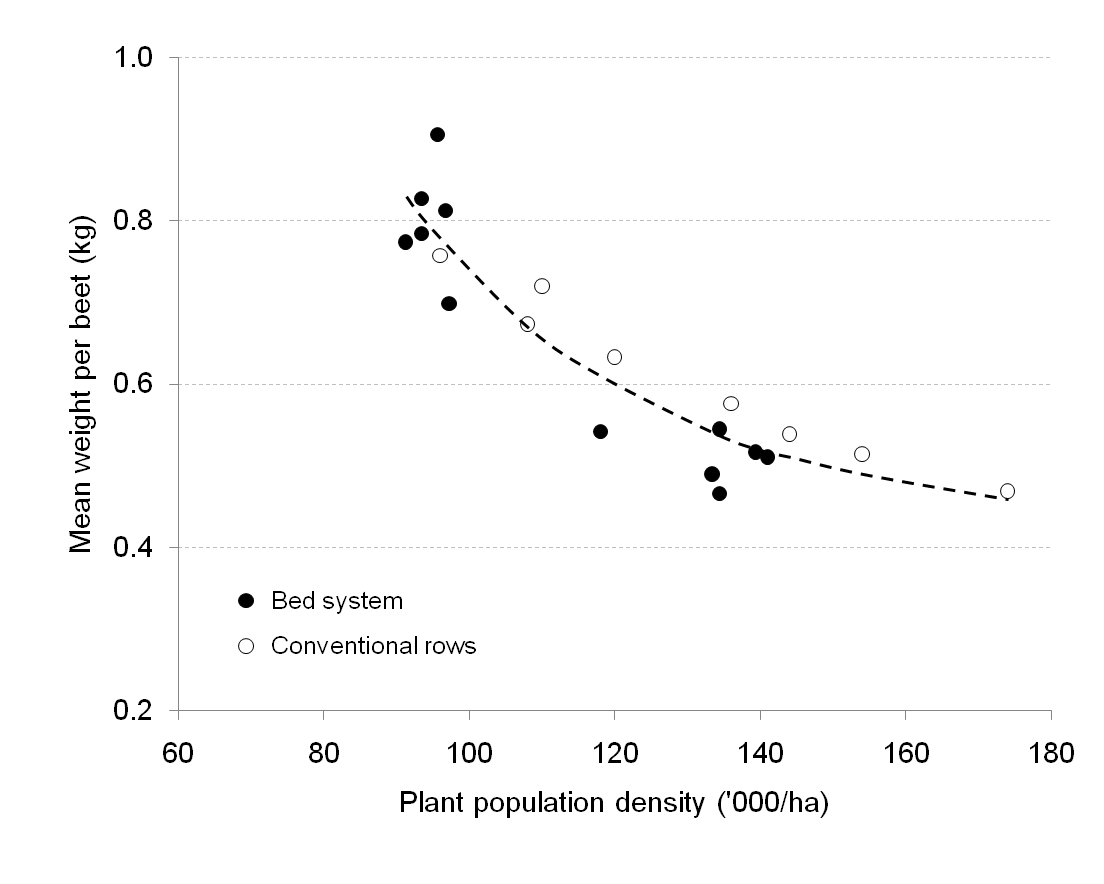 1.0
0.8
0.6
0.4
0.2
Mean weight per beet (kg)
Bed system
Conventional rows
60 80 100 120 140 160 180
Plant population density ('000/ha)